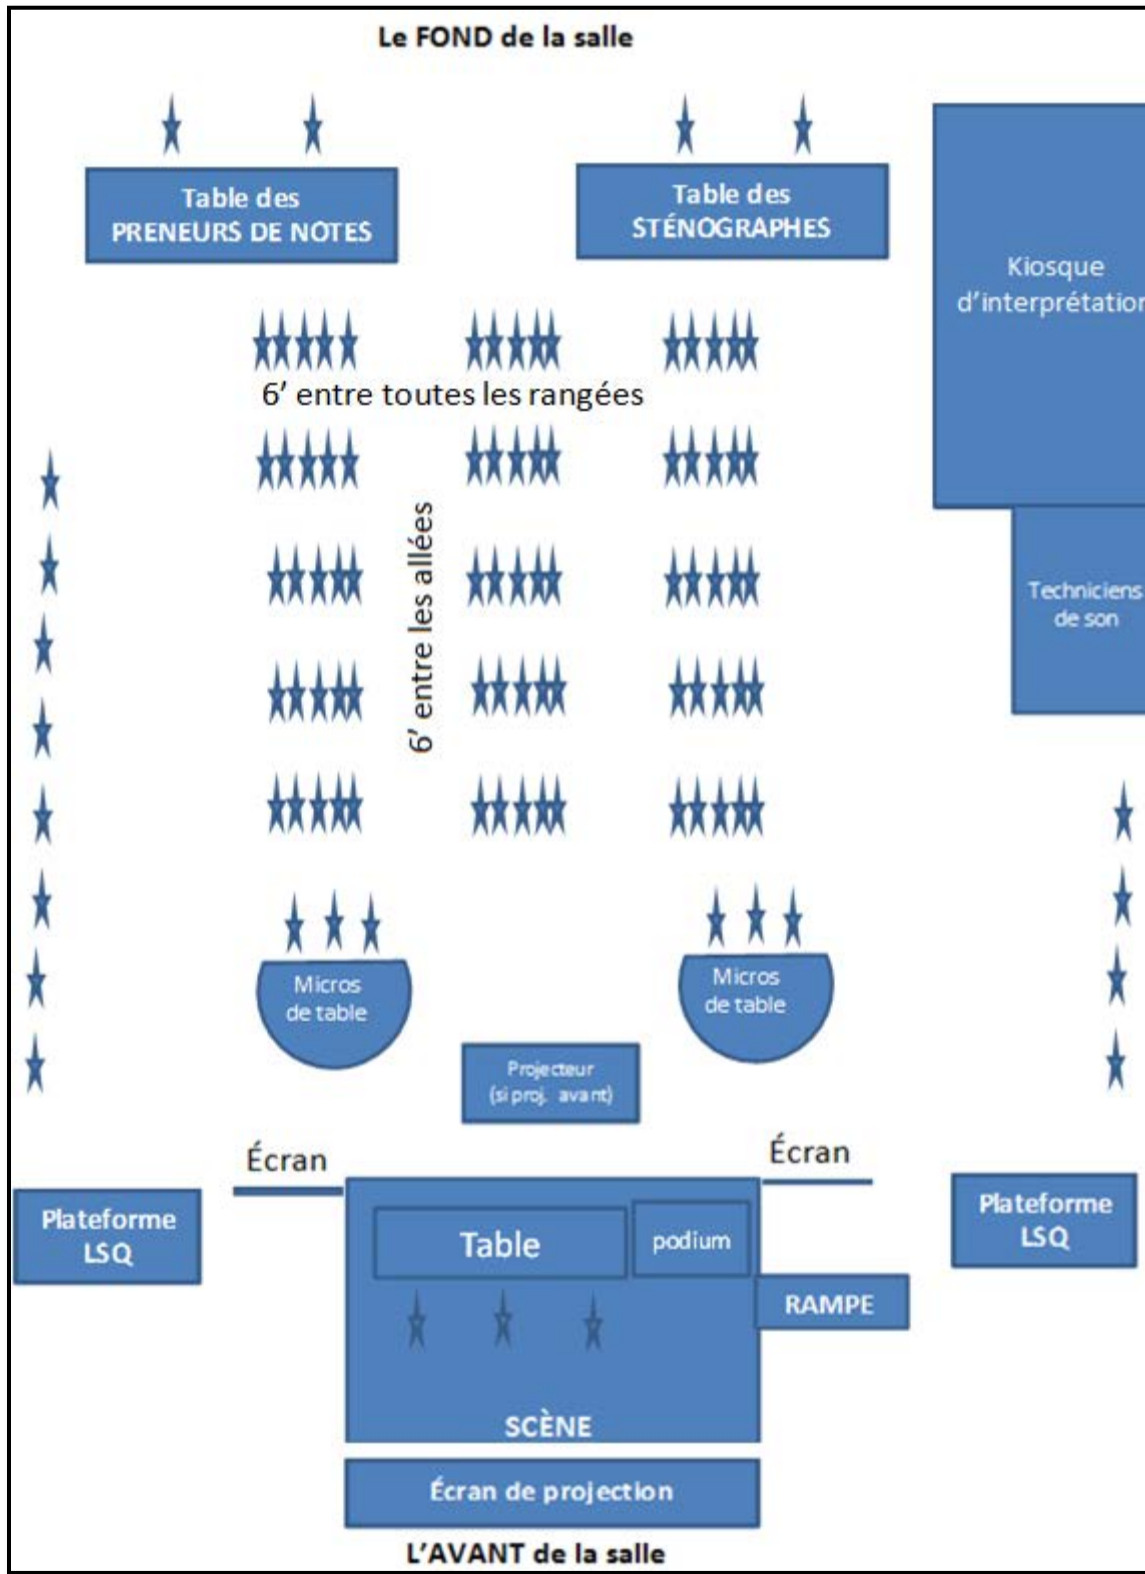 Le FOND de la salle
Table des
PRENEURS DE NOTES
Table des
STÉNOGRAPHES
Kiosque
d'interprétation
6' entre toutes les rangées
6' entre les allées
Techniciens
de son
Micros
de table
Micros
de table
Projecteur
(si proj. avant)
Écran
Écran
Plateforme
LSQ
Table
podium
Plateforme
LSQ
RAMPE
SCÈNE
Écran de projection
L'AVANT de la salle